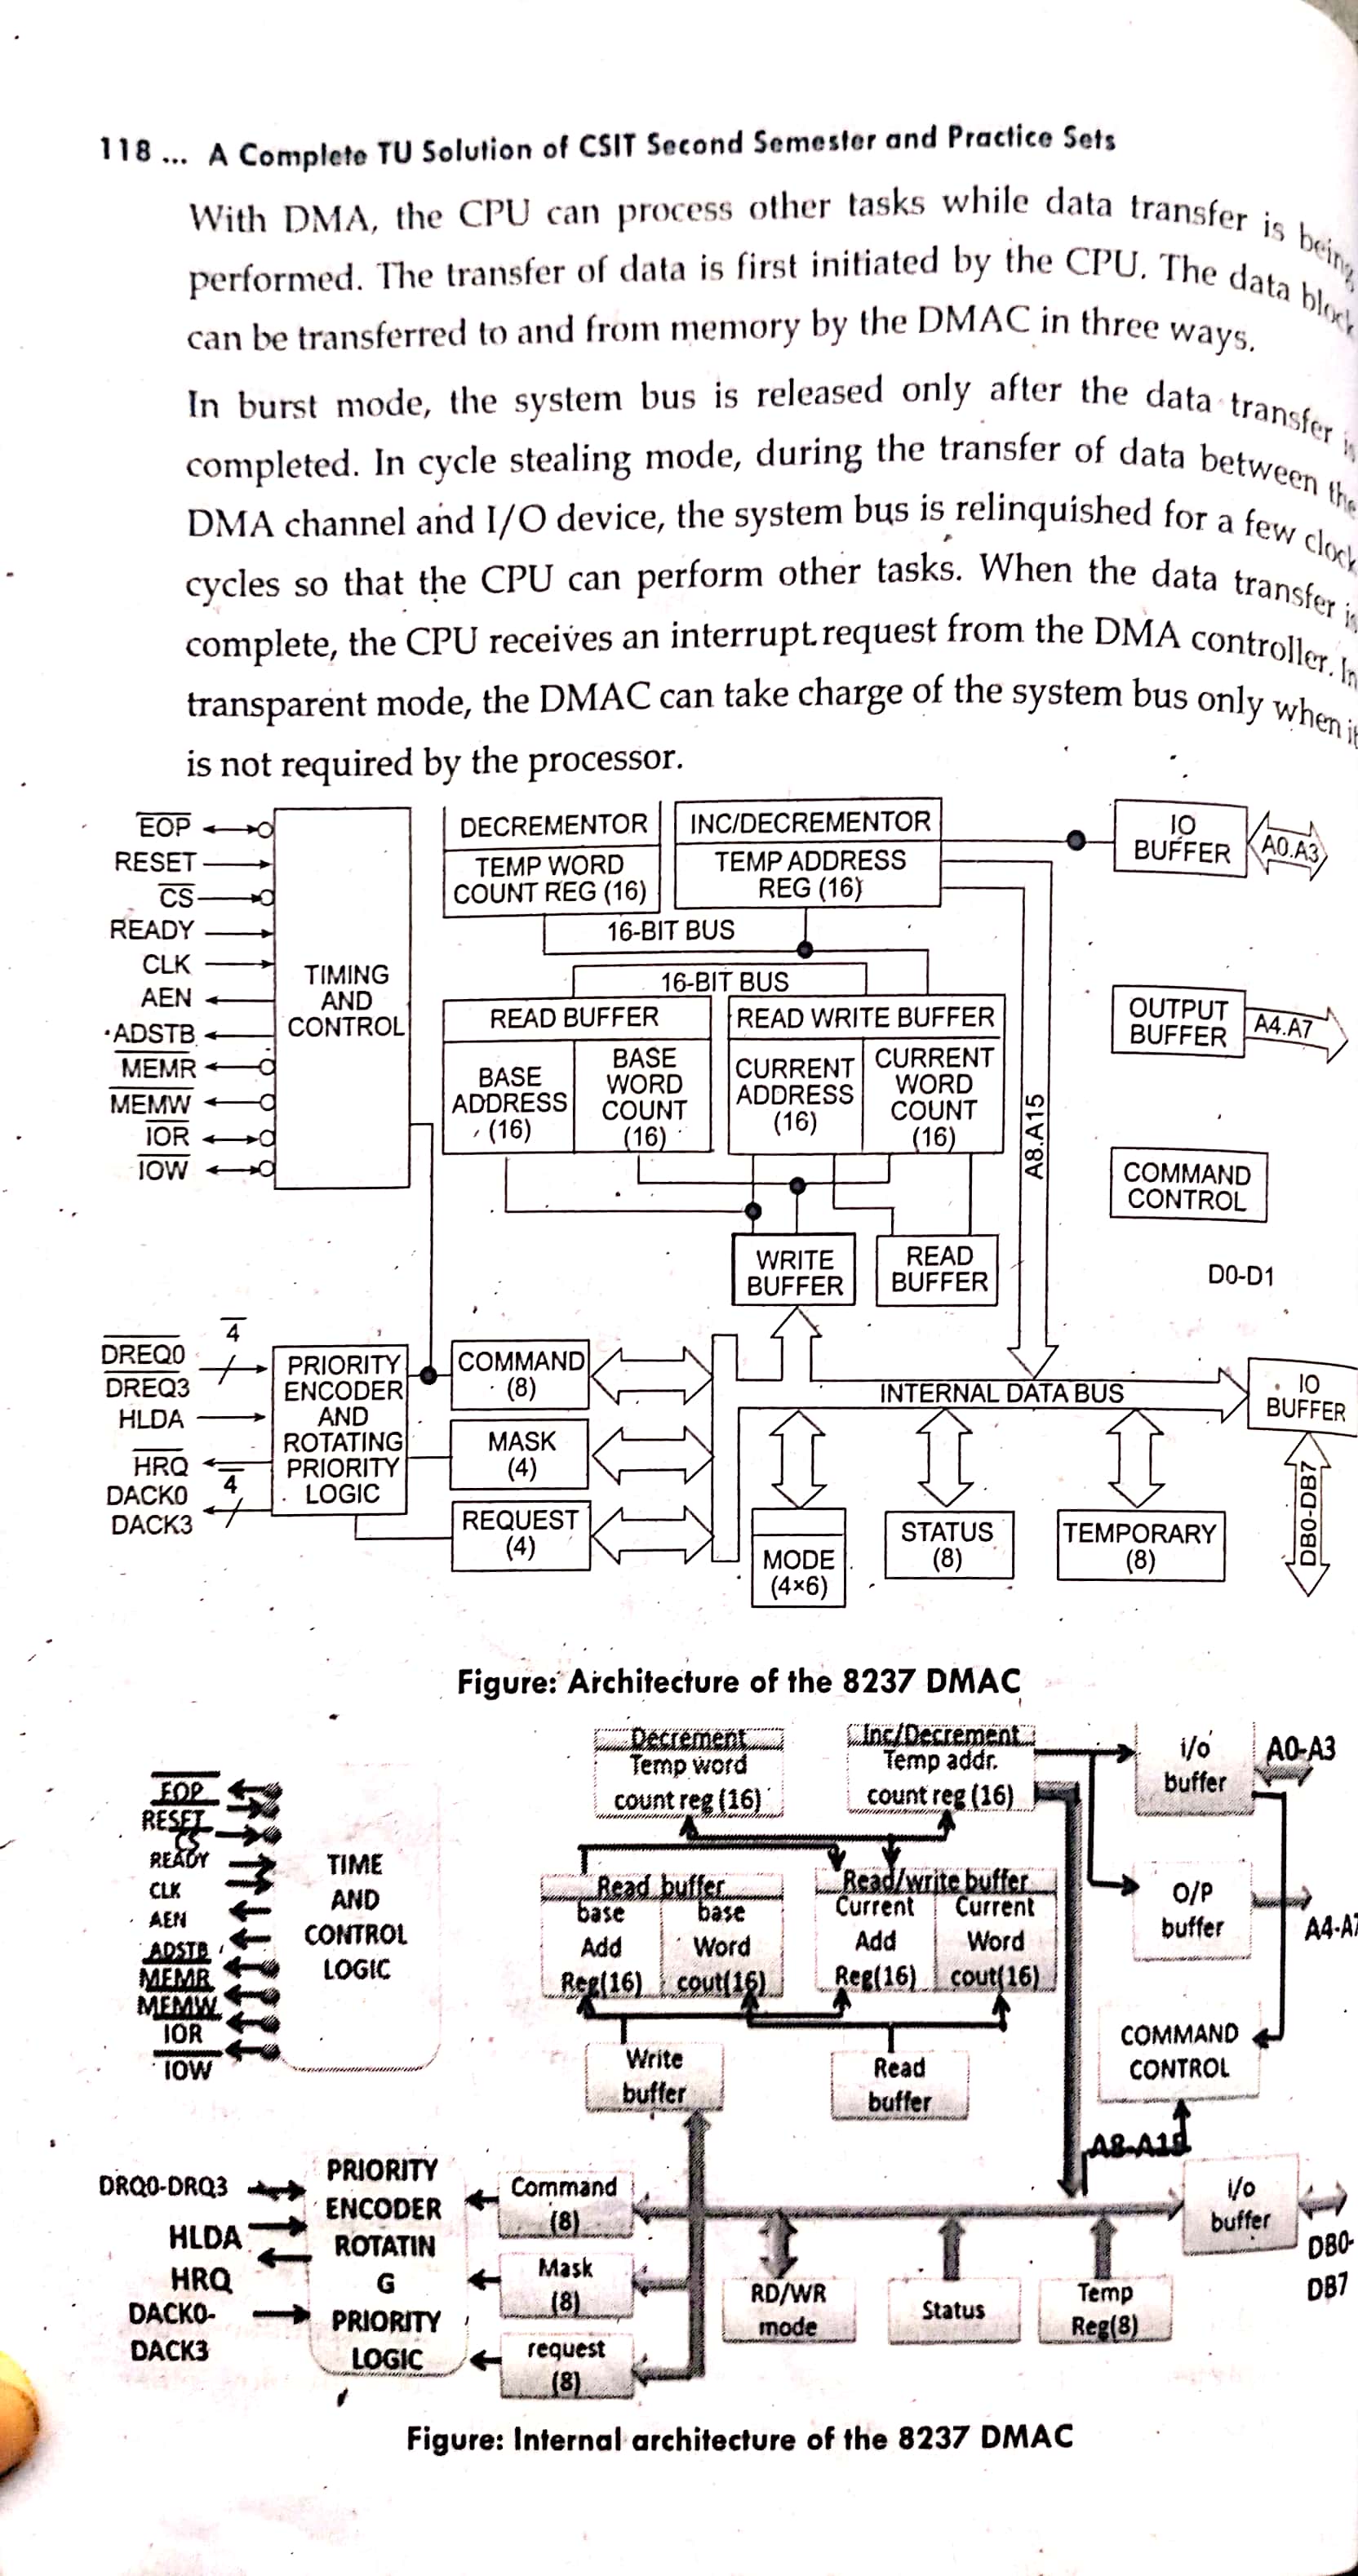 118 ... A Complete TU Solution of CSIT Second Semester and Practice Sets
With DMA, the CPU can process other tasks while data transfer is being
performed. The transfer of data is first initiated by the CPU. The data block
can be transferred to and from memory by the DMAC in three ways.
In burst mode, the system bus is released only after the data transfer is
completed. In cycle stealing mode, during the transfer of data between the
DMA channel and I/O device, the system bus is relinquished for a few clock
cycles so that the CPU can perform other tasks. When the data transfer is
complete, the CPU receives an interrupt request from the DMA controller. In
transparent mode, the DMAC can take charge of the system bus only when it
is not required by the processor.
EOP
RESET
CS
READY
CLK
AEN
ADSTB
MEMR
MEMW
IOR
IOW
TIMING
AND
CONTROL
DECREMENTOR
TEMP WORD
COUNT REG (16)
INC/DECREMENTOR
TEMP ADDRESS
REG (16)
IO
BUFFER
A0.A3
16-BIT BUS
16-BIT BUS
READ BUFFER
BASE
ADDRESS
(16)
BASE
WORD
COUNT
(16)
READ WRITE BUFFER
CURRENT
ADDRESS
(16)
CURRENT
WORD
COUNT
(16)
A8.A15
OUTPUT
BUFFER
A4.A7
COMMAND
CONTROL
D0-D1
WRITE
BUFFER
READ
BUFFER
DREQ0
4
DREQ3
HLDA
HRQ
4
DACK0
DACK3
PRIORITY
ENCODER
AND
ROTATING
PRIORITY
LOGIC
COMMAND
(8)
MASK
(4)
REQUEST
(4)
INTERNAL DATA BUS
IO
BUFFER
DB0-DB7
MODE
(4×6)
STATUS
(8)
TEMPORARY
(8)
Figure: Architecture of the 8237 DMAC
EOP
RESET
CS
READY
CLK
AEN
ADSTB
MEMR
MEMW
IOR
IOW
TIME
AND
CONTROL
LOGIC
Decrement
Temp word
count reg (16)
Inc/Decrement
Temp addr.
count reg (16)
i/o
buffer
A0-A3
Read buffer
base
Add
Reg(16)
base
Word
cout(16)
Read/write buffer
Current
Add
Reg(16)
Current
Word
cout(16)
O/P
buffer
A4-A7
COMMAND
CONTROL
Write
buffer
Read
buffer
A8-A15
DRQ0-DRQ3
HLDA
HRQ
DACK0-
DACK3
PRIORITY
ENCODER
ROTATIN
G
PRIORITY
LOGIC
Command
(8)
Mask
(8)
request
(8)
RD/WR
mode
Status
Temp
Reg(8)
i/o
buffer
DB0-
DB7
Figure: Internal architecture of the 8237 DMAC